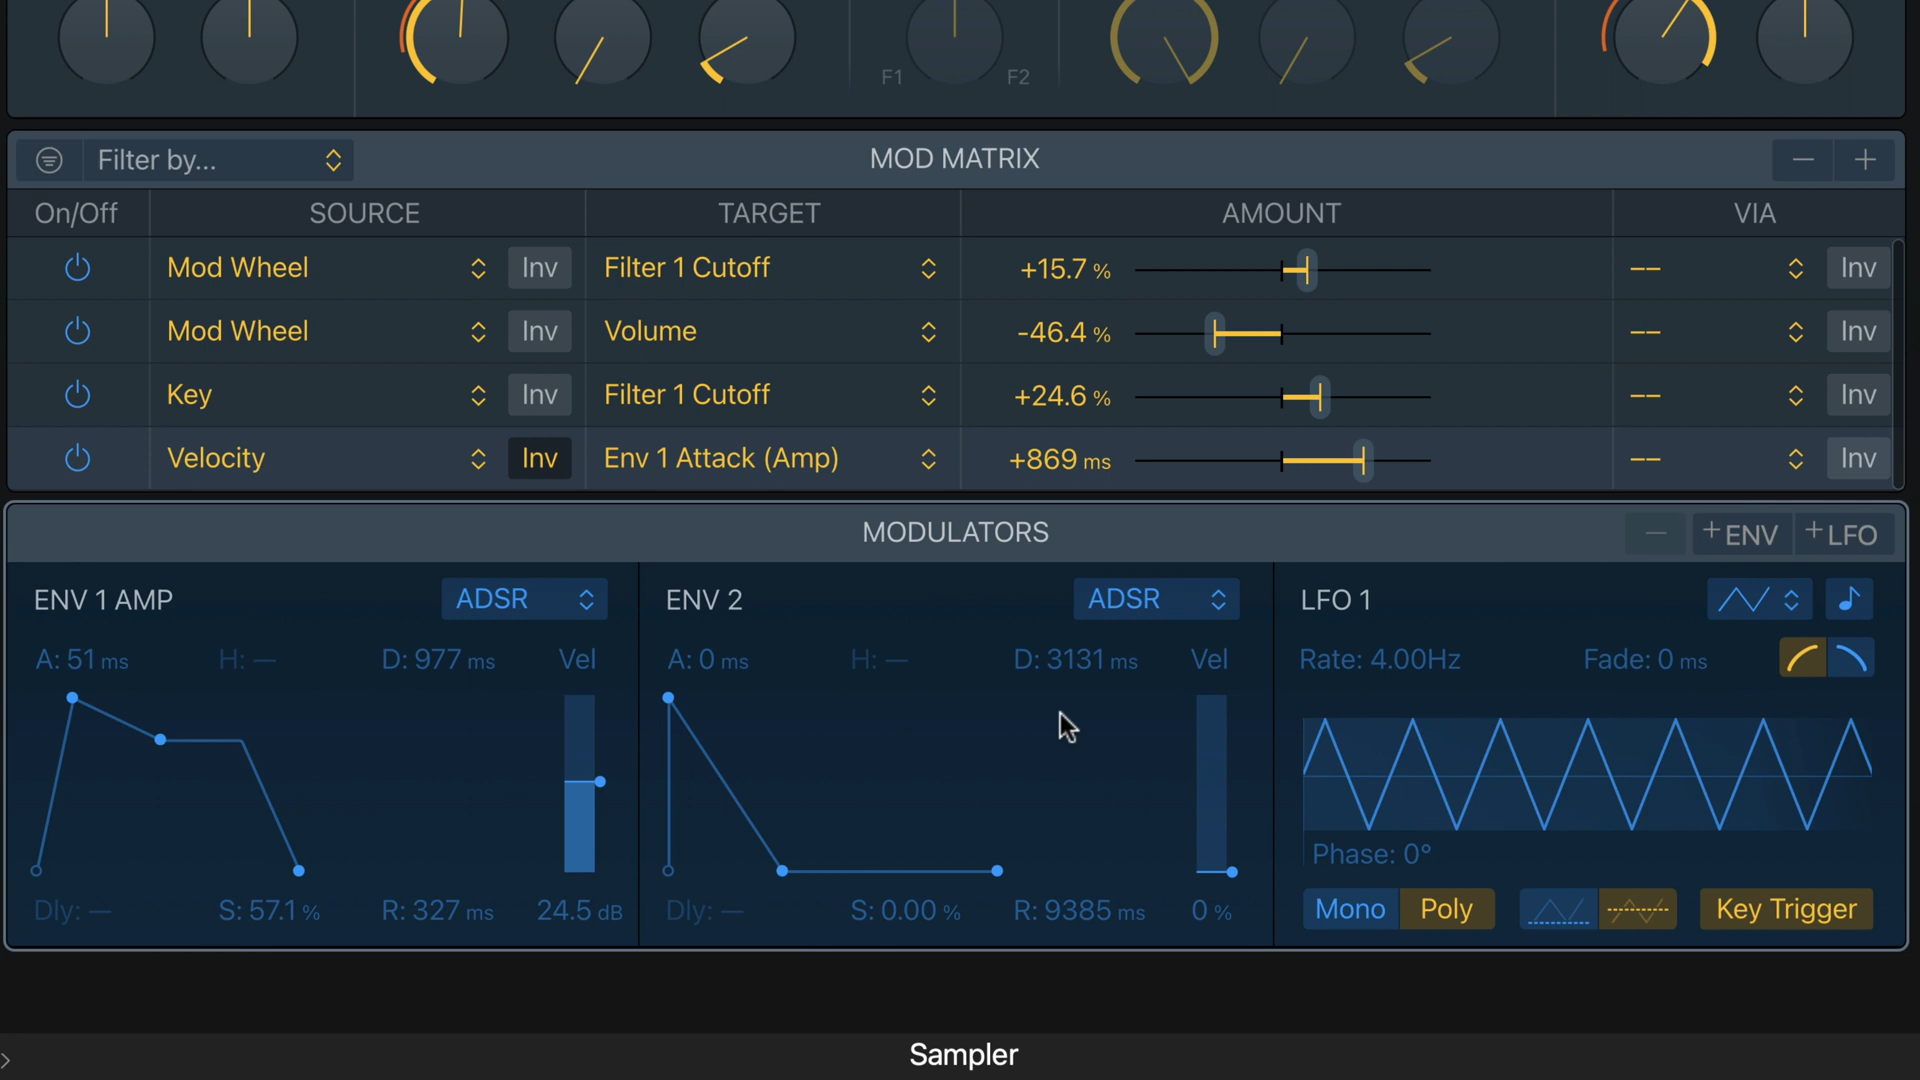 F1 F2
Filter by... MOD MATRIX — +
On/Off SOURCE TARGET AMOUNT VIA
Mod Wheel Inv Filter 1 Cutoff +15.7 % -- Inv
Mod Wheel Inv Volume -46.4 % -- Inv
Key Inv Filter 1 Cutoff +24.6 % -- Inv
Velocity Inv Env 1 Attack (Amp) +869 ms -- Inv
MODULATORS — +ENV +LFO
ENV 1 AMP ADSR ENV 2 ADSR LFO 1
A: 51 ms H: — D: 977 ms Vel A: 0 ms H: — D: 3131 ms Vel Rate: 4.00Hz Fade: 0 ms
Phase: 0°
Dly: — S: 57.1 % R: 327 ms 24.5 dB Dly: — S: 0.00 % R: 9385 ms 0 % Mono Poly Key Trigger
Sampler